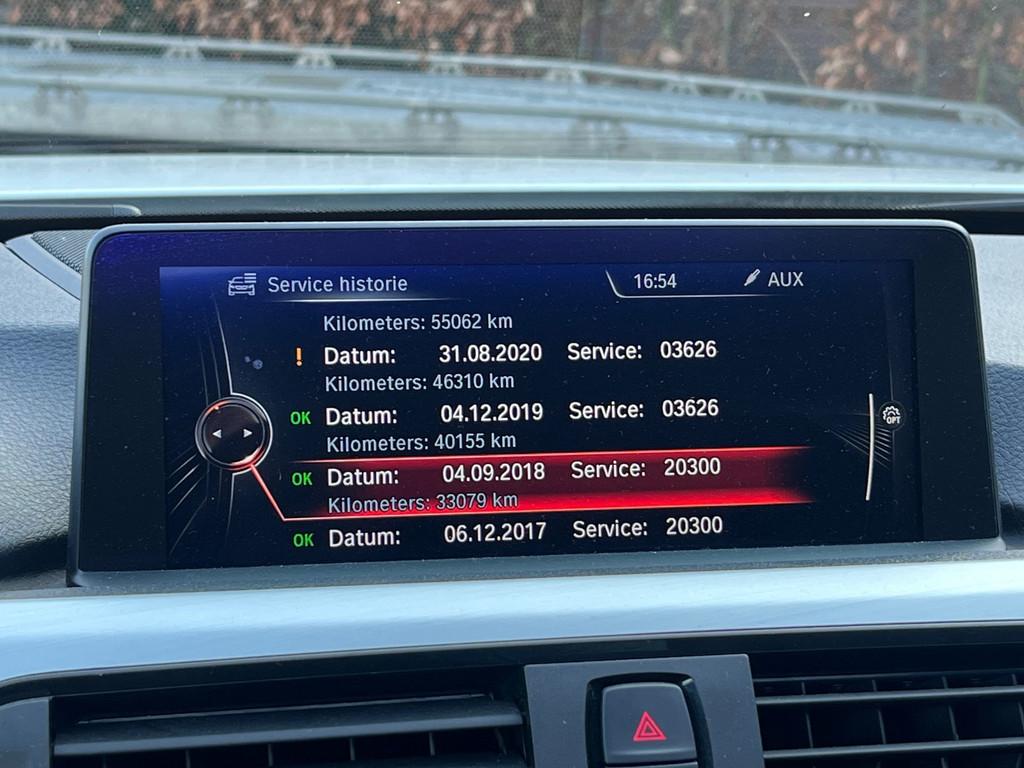 Service historie
16:54
AUX
Kilometers: 55062 km
! Datum: 31.08.2020 Service: 03626
Kilometers: 46310 km
OK Datum: 04.12.2019 Service: 03626
Kilometers: 40155 km
OK Datum: 04.09.2018 Service: 20300
Kilometers: 33079 km
OK Datum: 06.12.2017 Service: 20300
OPT